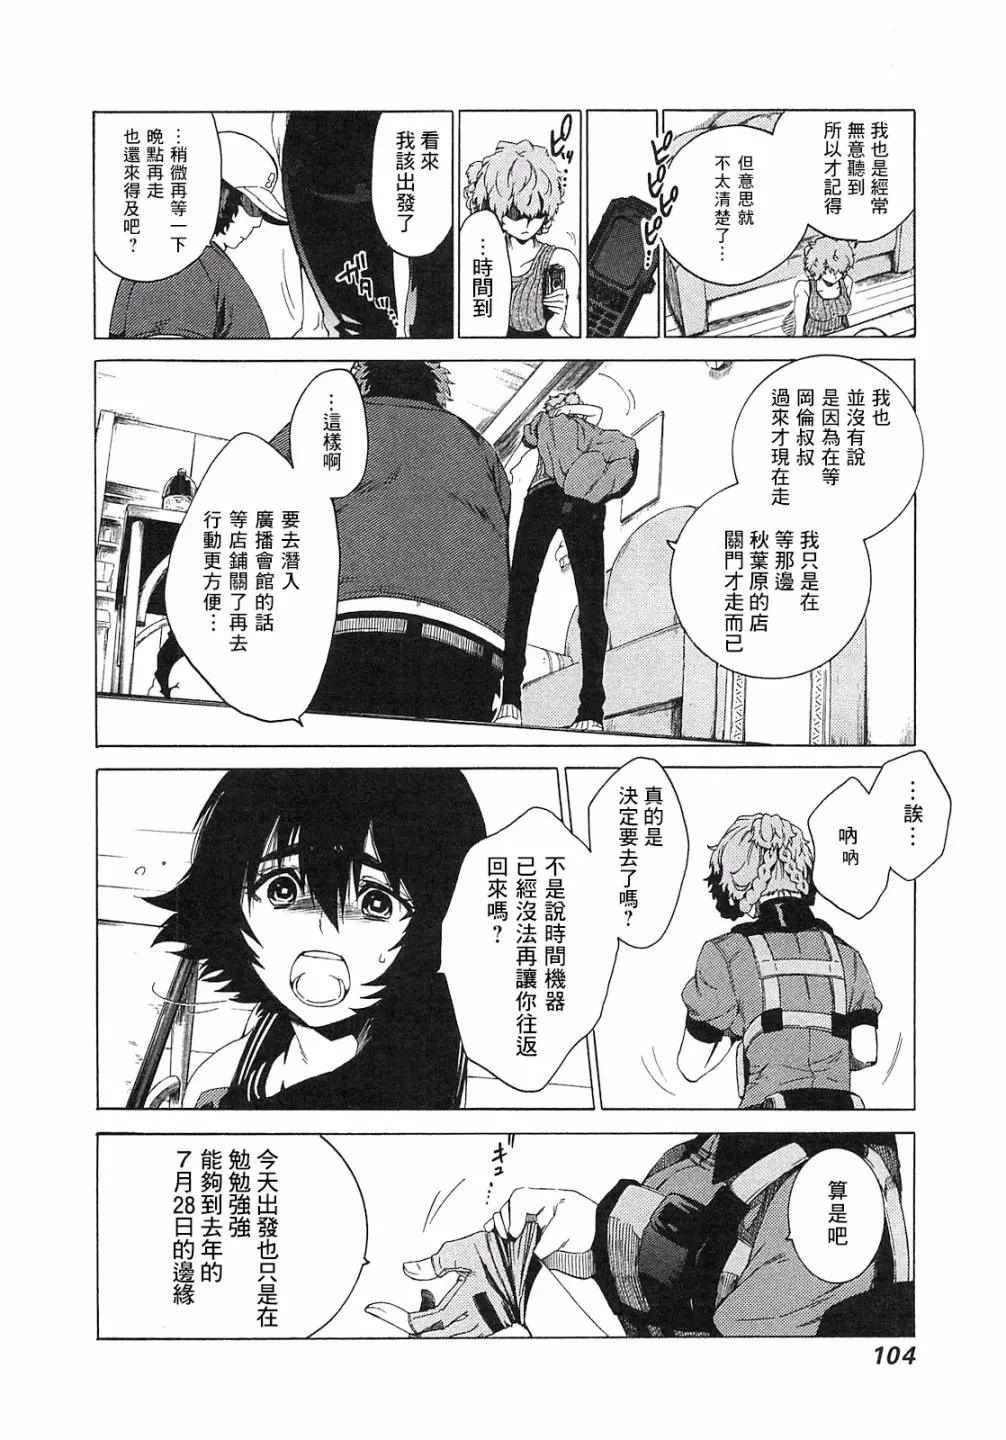 我也是經常
無意聽到
所以才記得
但意思就
不太清楚了…
ピピピピッ
…時間到
看來
我該出發了
ガタ
…稍微再等一下
晚點再走
也還來得及吧？
我也
並沒有說
是因為在等
岡倫叔叔
過來才現在走
我只是在
等那邊
秋葉原的店
關門才走而已
…這樣啊
要去潛入
廣播會館的話
等店鋪關了再去
行動更方便…
…誒…
吶吶
真的是
決定要去了嗎？
不是說時間機器
已經沒法再讓你往返
回來嗎？
算是吧
ギュ
今天出發也只是在
勉勉強強
能夠到去年的
7月28日的邊緣
104